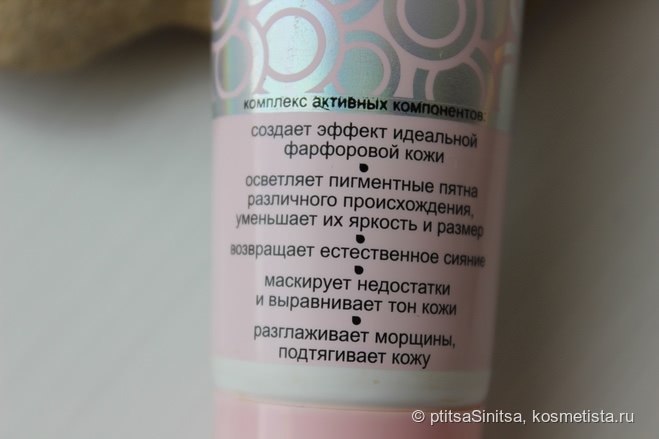 комплекс активных компонентов:
создает эффект идеальной
фарфоровой кожи
осветляет пигментные пятна
различного происхождения,
уменьшает их яркость и размер
возвращает естественное сияние
маскирует недостатки
и выравнивает тон кожи
разглаживает морщины,
подтягивает кожу
© ptitsaSinitsa, kosmetista.ru